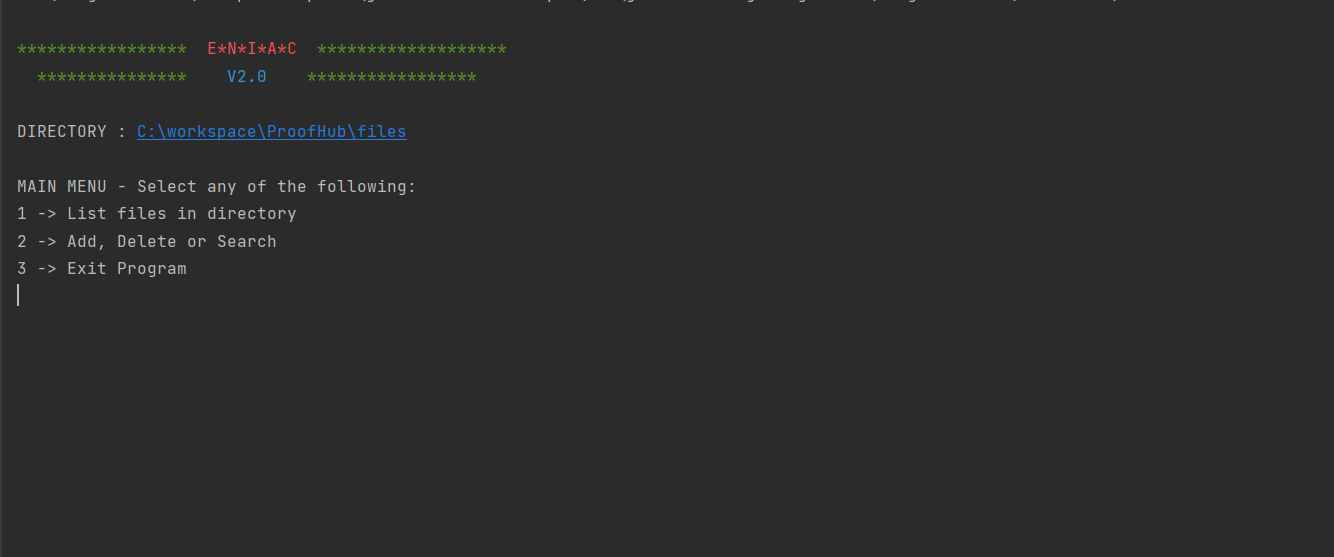 *****************  E*N*I*A*C  *******************
***************    V2.0    *****************
DIRECTORY : C:\workspace\ProofHub\files
MAIN MENU - Select any of the following:
1 -> List files in directory
2 -> Add, Delete or Search
3 -> Exit Program